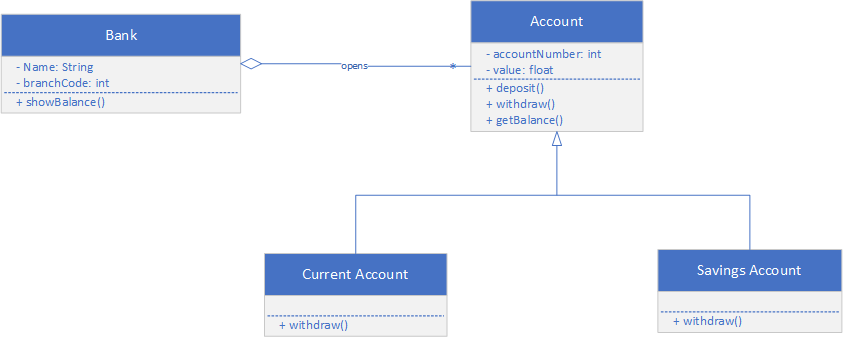 Bank
- Name: String
- branchCode: int
+ showBalance()
opens
*
Account
- accountNumber: int
- value: float
+ deposit()
+ withdraw()
+ getBalance()
Current Account
+ withdraw()
Savings Account
+ withdraw()